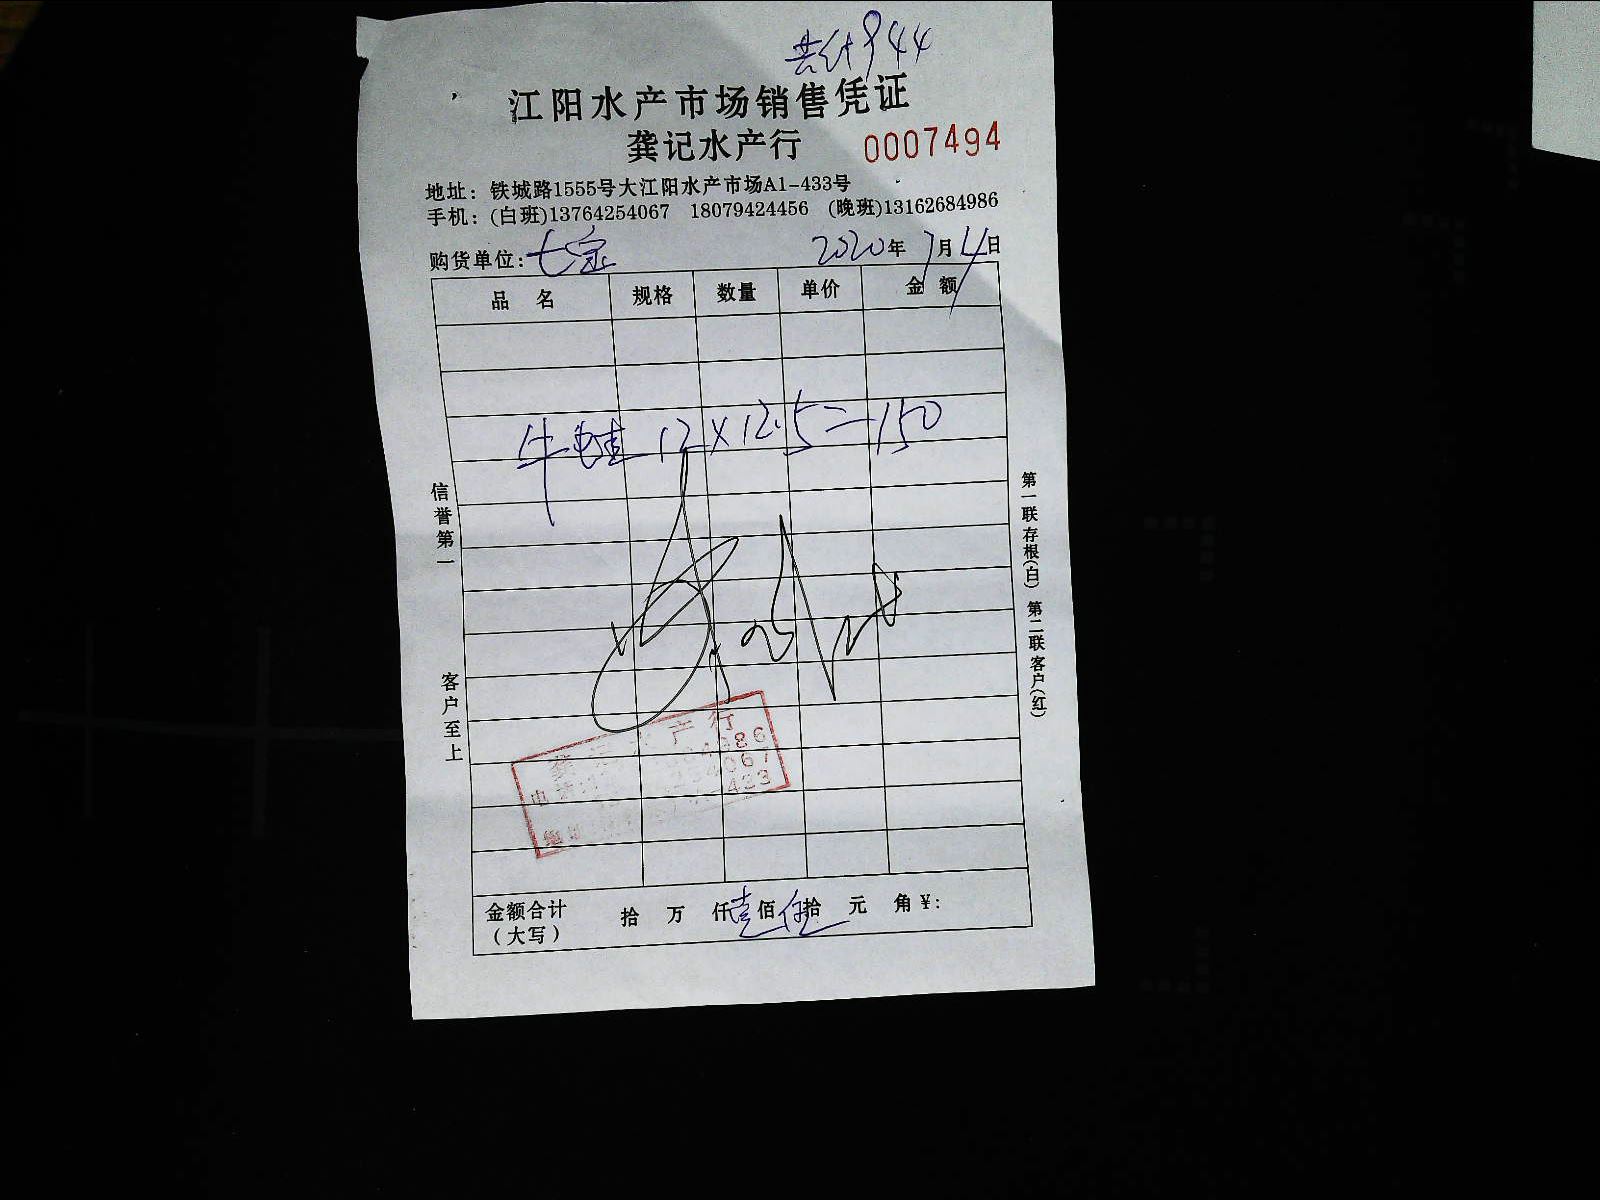 共计944
江阳水产市场销售凭证
龚记水产行 0007494
地址：铁城路1555号大江阳水产市场A1-433号
手机：(白班)13764254067 18079424456 (晚班)13162684986
购货单位：七宝 2020年7月4日
品名 规格 数量 单价 金额
牛蛙 12×12.5=150
信誉第一 客户至上
第一联存根(白) 第二联客户(红)
水产行
金额合计 拾 万 仟壹佰伍拾 元 角 ¥：
（大写）